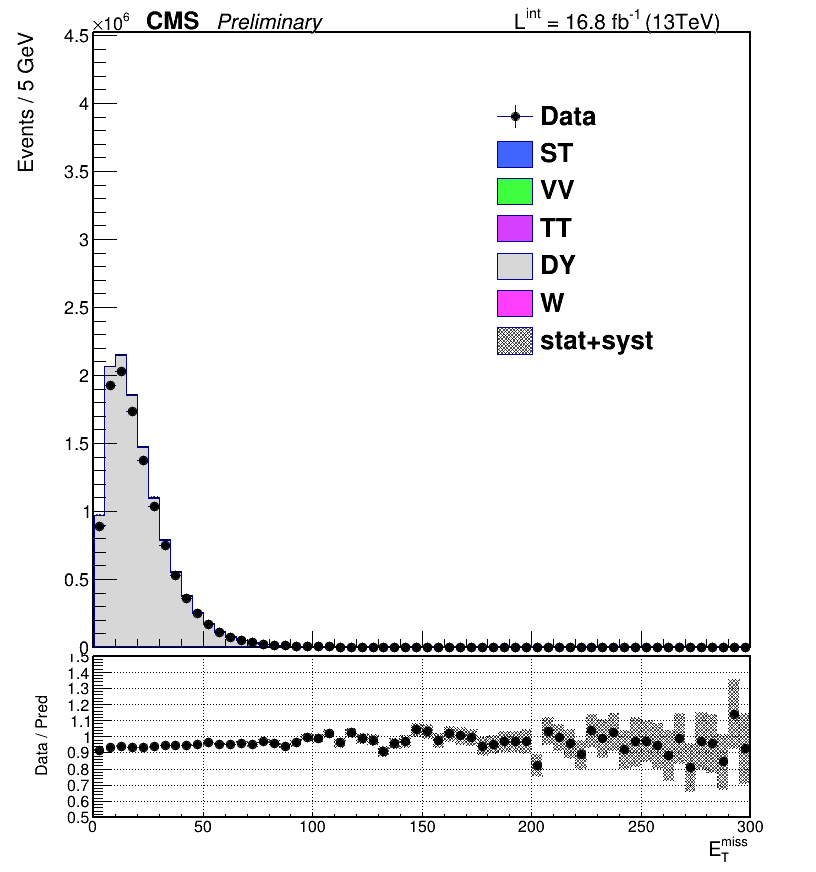 ×10⁶ CMS Preliminary L^int = 16.8 fb⁻¹ (13TeV)
Events / 5 GeV
4.5
4
3.5
3
2.5
2
1.5
1
0.5
0
Data
ST
VV
TT
DY
W
stat+syst
Data / Pred
1.5
1.4
1.3
1.2
1.1
1
0.9
0.8
0.7
0.6
0.5
0 50 100 150 200 250 300
E_T^miss